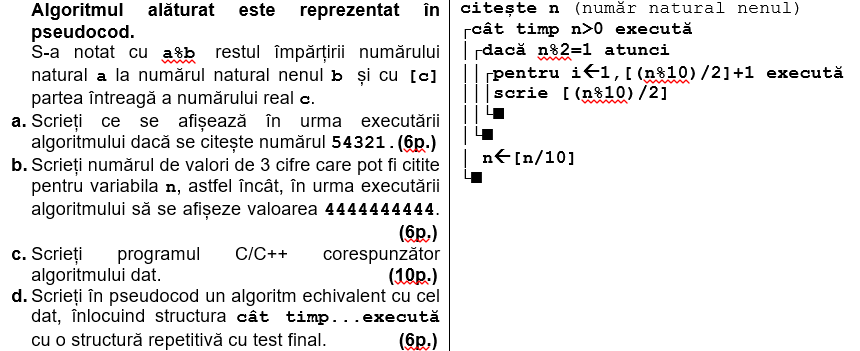 Algoritmul alăturat este reprezentat în
pseudocod.
S-a notat cu a%b restul împărțirii numărului
natural a la numărul natural nenul b și cu [c]
partea întreagă a numărului real c.
a. Scrieți ce se afișează în urma executării
algoritmului dacă se citește numărul 54321.(6p.)
b. Scrieți numărul de valori de 3 cifre care pot fi citite
pentru variabila n, astfel încât, în urma executării
algoritmului să se afișeze valoarea 4444444444.
(6p.)
c. Scrieți programul C/C++ corespunzător
algoritmului dat. (10p.)
d. Scrieți în pseudocod un algoritm echivalent cu cel
dat, înlocuind structura cât timp...execută
cu o structură repetitivă cu test final. (6p.)
citește n (număr natural nenul)
┌cât timp n>0 execută
│┌dacă n%2=1 atunci
││┌pentru i←1,[(n%10)/2]+1 execută
│││scrie [(n%10)/2]
││└■
│└■
│ n←[n/10]
└■